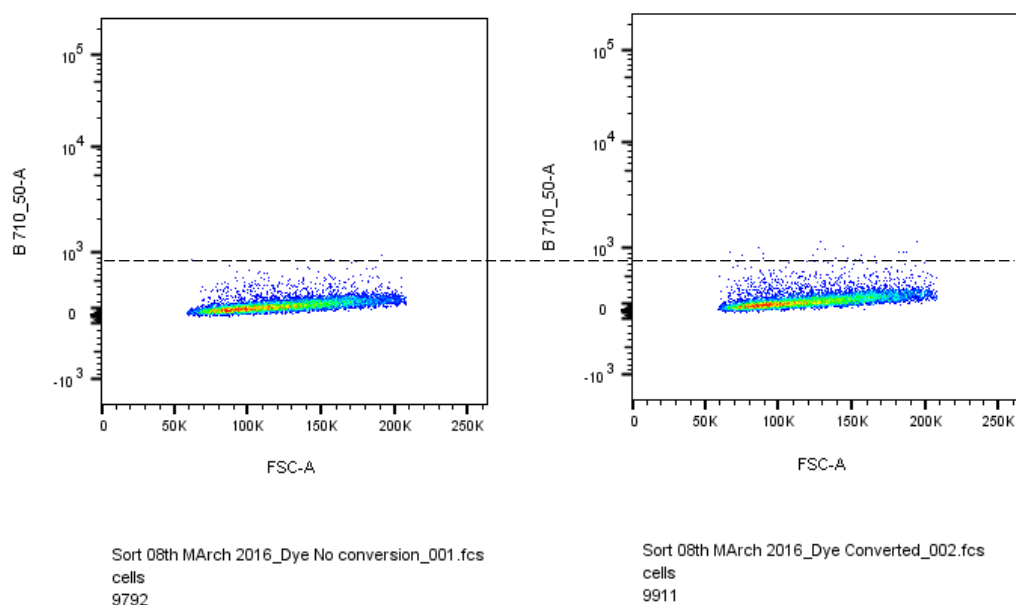 B 710_50-A
10^5
10^4
10^3
0
-10^3
0 50K 100K 150K 200K 250K
FSC-A
Sort 08th MArch 2016_Dye No conversion_001.fcs
cells
9792
B 710_50-A
10^5
10^4
10^3
0
-10^3
0 50K 100K 150K 200K 250K
FSC-A
Sort 08th MArch 2016_Dye Converted_002.fcs
cells
9911